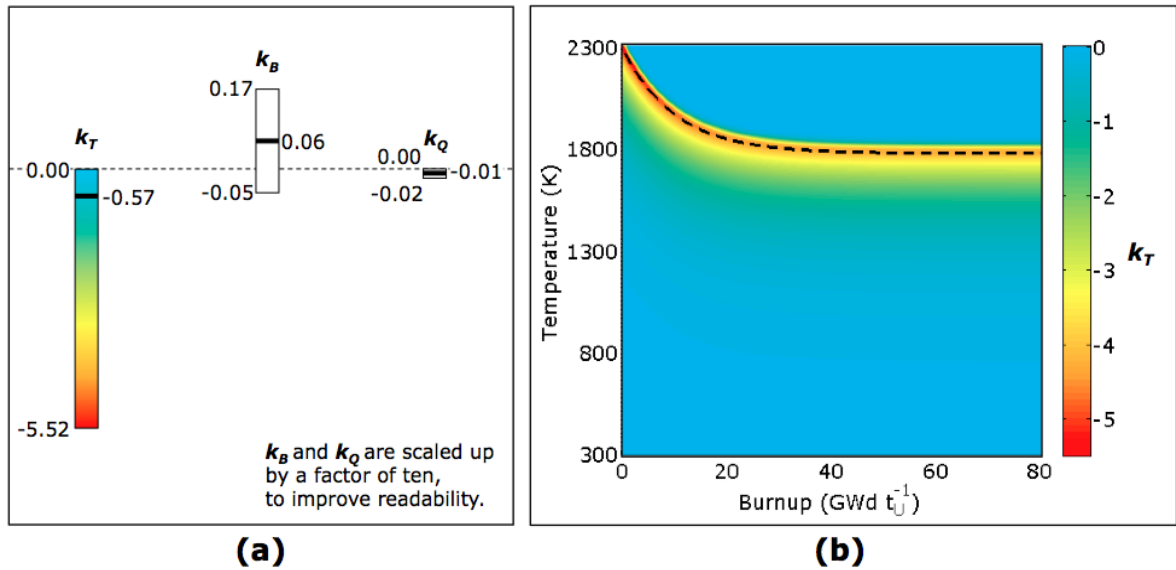 k_B
0.17
0.06
-0.05
k_T
-0.00
-0.57
-5.52
k_Q
0.00
-0.01
-0.02
k_B and k_Q are scaled up
by a factor of ten,
to improve readability.
(a)
2300
1800
1300
800
300
Temperature (K)
0 20 40 60 80
Burnup (GWd t_U^-1)
0
-1
-2
-3
-4
-5
k_T
(b)